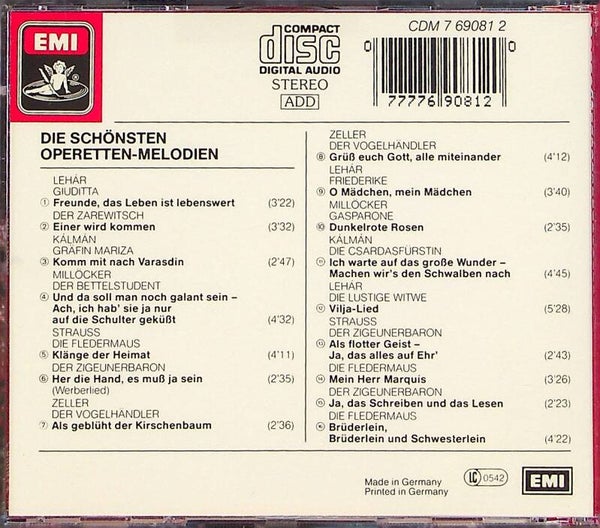 EMI
COMPACT
disc
DIGITAL AUDIO
STEREO
ADD
CDM 7 69081 2
0 77776 90812 0
DIE SCHÖNSTEN
OPERETTEN-MELODIEN
LEHÁR
GIUDITTA
① Freunde, das Leben ist lebenswert (3'22)
DER ZAREWITSCH
② Einer wird kommen (3'32)
KÁLMÁN
GRÄFIN MARIZA
③ Komm mit nach Varasdin (2'47)
MILLÖCKER
DER BETTELSTUDENT
④ Und da soll man noch galant sein –
Ach, ich hab' sie ja nur
auf die Schulter geküßt (4'32)
STRAUSS
DIE FLEDERMAUS
⑤ Klänge der Heimat (4'11)
DER ZIGEUNERBARON
⑥ Her die Hand, es muß ja sein (2'35)
(Werberlied)
ZELLER
DER VOGELHÄNDLER
⑦ Als geblüht der Kirschenbaum (2'36)
ZELLER
DER VOGELHÄNDLER
⑧ Grüß euch Gott, alle miteinander (4'12)
LEHÁR
FRIEDERIKE
⑨ O Mädchen, mein Mädchen (3'40)
MILLÖCKER
GASPARONE
⑩ Dunkelrote Rosen (2'35)
KÁLMÁN
DIE CSARDASFÜRSTIN
⑪ Ich warte auf das große Wunder –
Machen wir's den Schwalben nach (4'45)
LEHÁR
DIE LUSTIGE WITWE
⑫ Vilja-Lied (5'28)
STRAUSS
DER ZIGEUNERBARON
⑬ Als flotter Geist –
Ja, das alles auf Ehr' (2'43)
DIE FLEDERMAUS
⑭ Mein Herr Marquis (3'26)
DER ZIGEUNERBARON
⑮ Ja, das Schreiben und das Lesen (2'23)
DIE FLEDERMAUS
⑯ Brüderlein,
Brüderlein und Schwesterlein (4'22)
Made in Germany
Printed in Germany
LC 0542
EMI